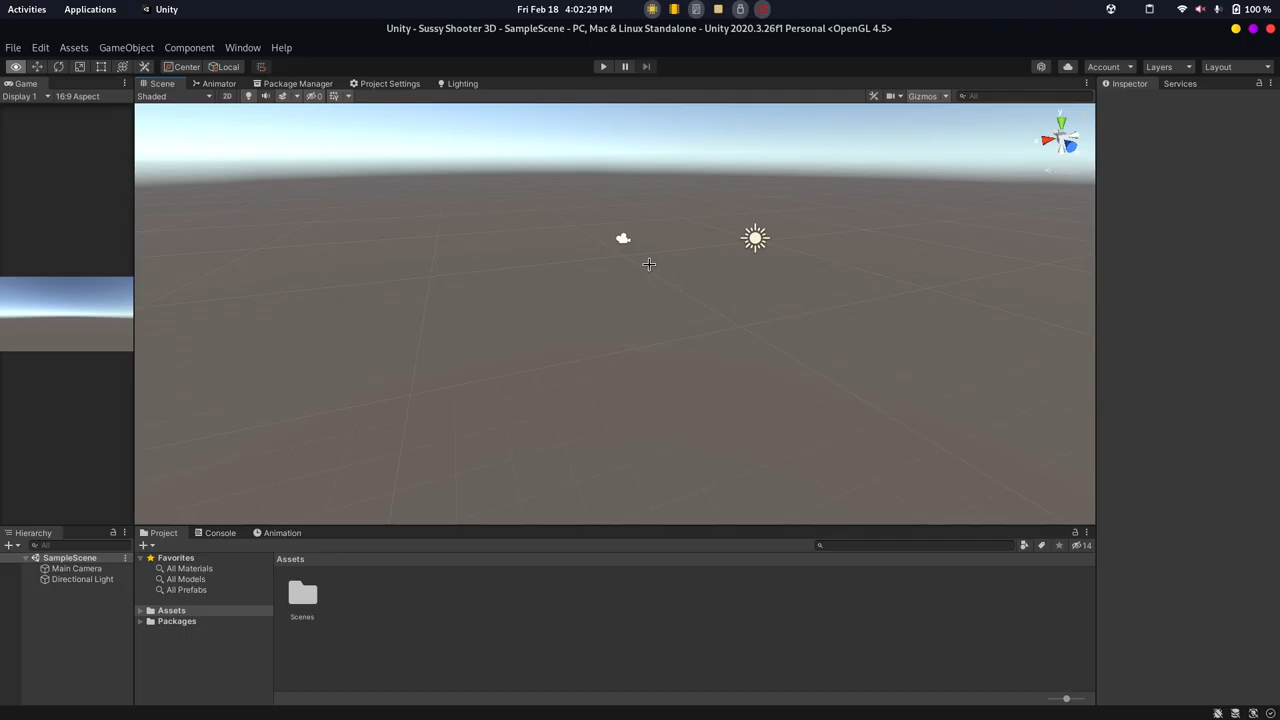 Activities Applications Unity Fri Feb 18 4:02:29 PM 100 %
Unity - Sussy Shooter 3D - SampleScene - PC, Mac & Linux Standalone - Unity 2020.3.26f1 Personal <OpenGL 4.5>
File Edit Assets GameObject Component Window Help
Center Local Account Layers Layout
Game Scene Animator Package Manager Project Settings Lighting Inspector Services
Display 1 16:9 Aspect Shaded 2D 0 Gizmos All
y
Hierarchy Project Console Animation
All 14
SampleScene Favorites Assets
Main Camera All Materials
Directional Light All Models
All Prefabs
Assets
Scenes
Packages